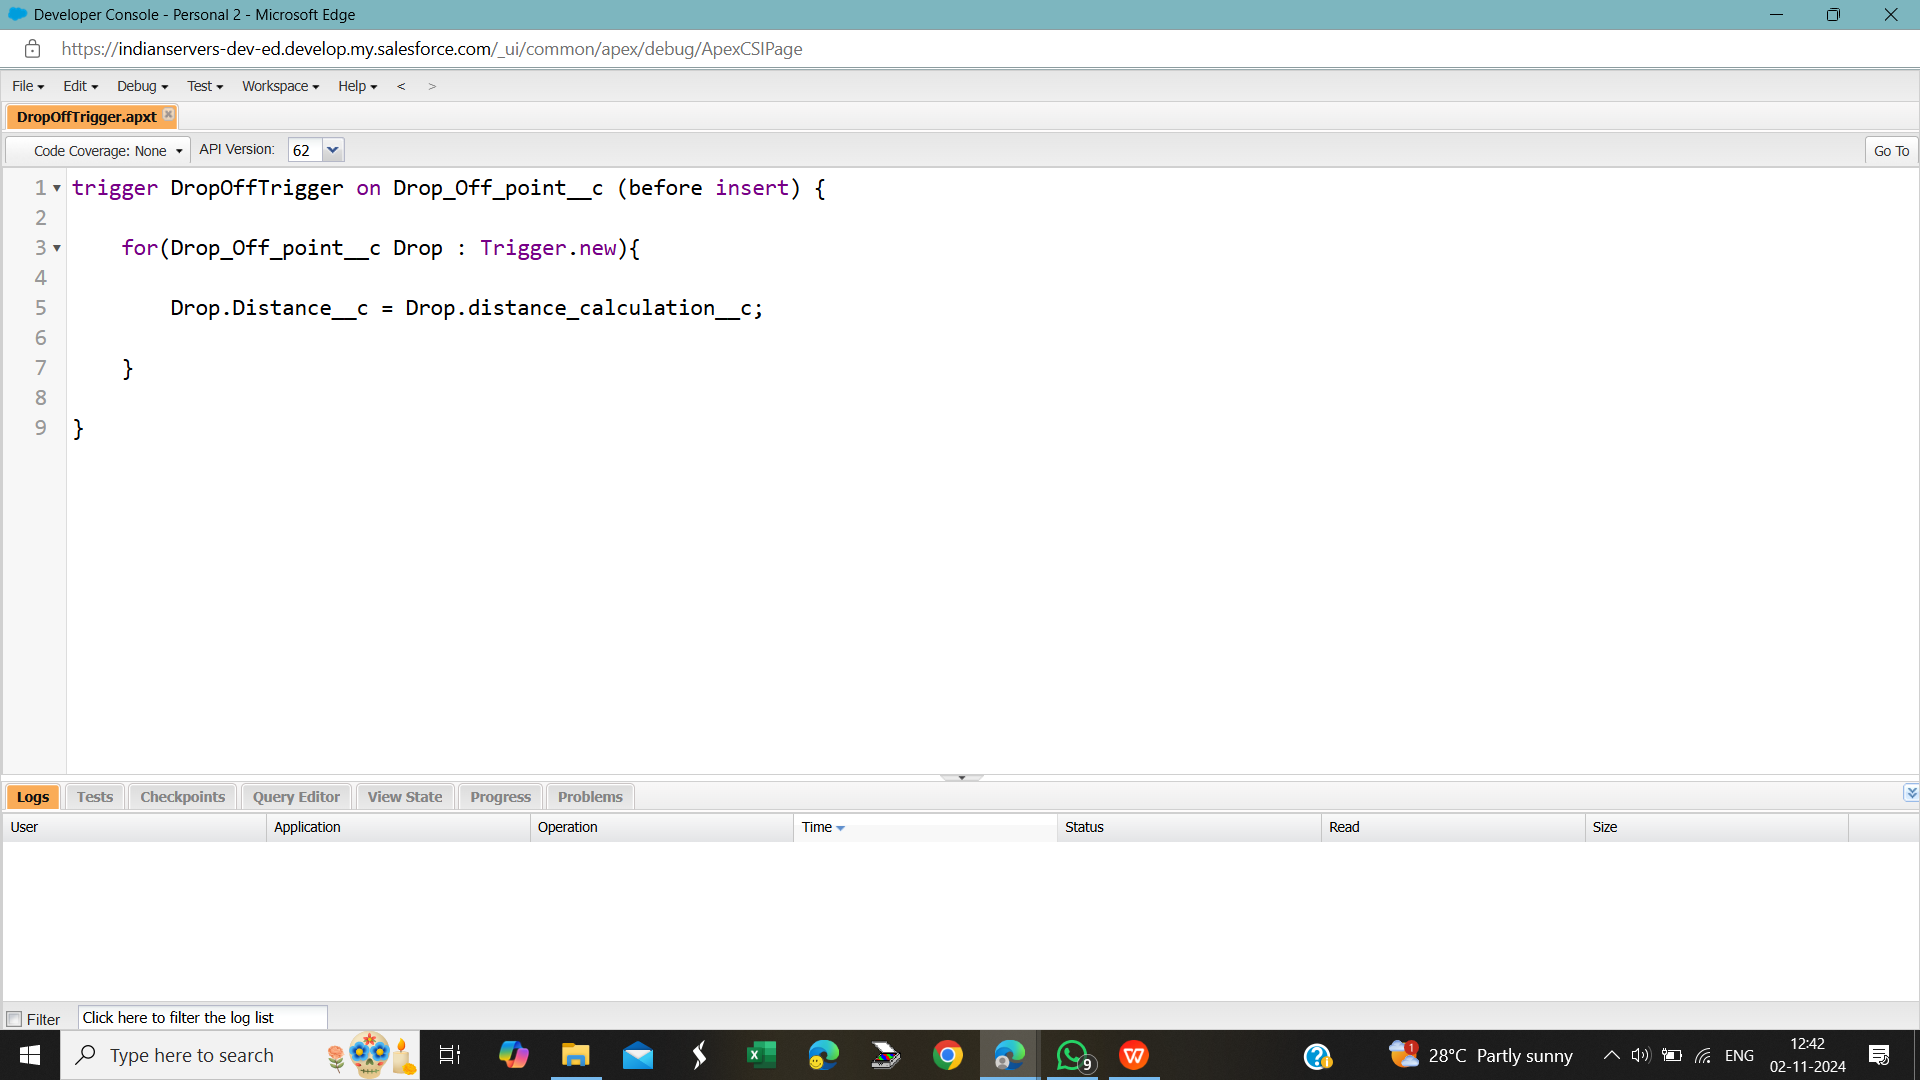 Developer Console - Personal 2 - Microsoft Edge
https://indianservers-dev-ed.develop.my.salesforce.com/_ui/common/apex/debug/ApexCSIPage
File Edit Debug Test Workspace Help < >
DropOffTrigger.apxt
Code Coverage: None API Version: 62 Go To
1 trigger DropOffTrigger on Drop_Off_point__c (before insert) {
2
3 for(Drop_Off_point__c Drop : Trigger.new){
4
5 Drop.Distance__c = Drop.distance_calculation__c;
6
7 }
8
9 }
Logs Tests Checkpoints Query Editor View State Progress Problems
User Application Operation Time Status Read Size
Filter Click here to filter the log list
Type here to search 9 1 28°C Partly sunny ENG 12:42
02-11-2024